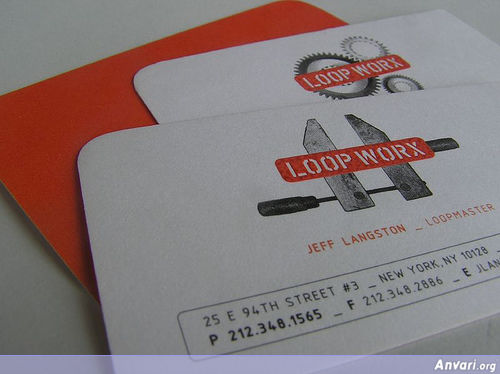 LOOP WORX
LOOP WORX
JEFF LANGSTON _ LOOPMASTER
25 E 94TH STREET #3 _ NEW YORK, NY 10128
P 212.348.1565 _ F 212.348.2886 _ E JLAN
Anvari.org